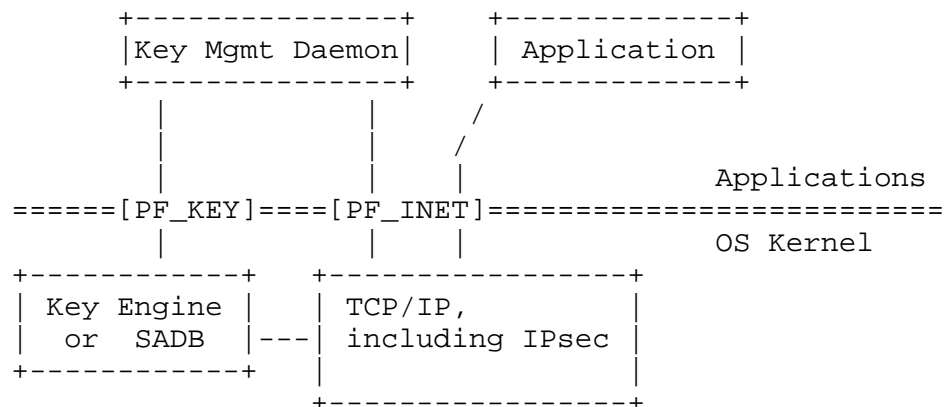 +---------------+ +-------------+
|Key Mgmt Daemon| | Application |
+---------------+ +-------------+
| | /
| | /
| | | Applications
======[PF_KEY]====[PF_INET]==========================
| | | OS Kernel
+------------+ +-----------------+
| Key Engine | | TCP/IP, |
| or SADB |---| including IPsec |
+------------+ | |
+-----------------+